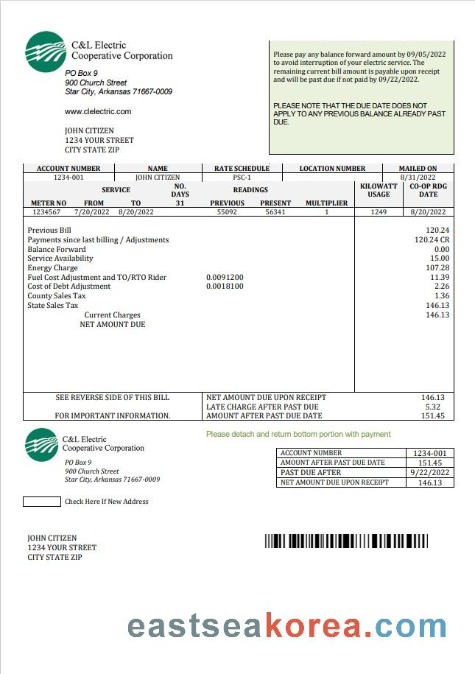 C&L Electric
Cooperative Corporation
PO Box 9
900 Church Street
Star City, Arkansas 71667-0009
www.clelectric.com
JOHN CITIZEN
1234 YOUR STREET
CITY STATE ZIP
Please pay any balance forward amount by 09/05/2022
to avoid interruption of your electric service. The
remaining current bill amount is payable upon receipt
and will be past due if not paid by 09/22/2022.
PLEASE NOTE THAT THE DUE DATE DOES NOT
APPLY TO ANY PREVIOUS BALANCE ALREADY PAST
DUE.
ACCOUNT NUMBER NAME RATE SCHEDULE LOCATION NUMBER MAILED ON
1234-001 JOHN CITIZEN PSC-1 8/31/2022
SERVICE NO. DAYS READINGS KILOWATT USAGE CO-OP RDG DATE
METER NO FROM TO 31 PREVIOUS PRESENT MULTIPLIER
1234567 7/20/2022 8/20/2022 55092 56341 1 1249 8/20/2022
Previous Bill 120.24
Payments since last billing / Adjustments 120.24 CR
Balance Forward 0.00
Service Availability 15.00
Energy Charge 107.28
Fuel Cost Adjustment and TO/RTO Rider 0.0091200 11.39
Cost of Debt Adjustment 0.0018100 2.26
County Sales Tax 1.36
State Sales Tax 146.13
Current Charges 146.13
NET AMOUNT DUE
SEE REVERSE SIDE OF THIS BILL NET AMOUNT DUE UPON RECEIPT 146.13
LATE CHARGE AFTER PAST DUE 5.32
FOR IMPORTANT INFORMATION. AMOUNT AFTER PAST DUE DATE 151.45
C&L Electric
Cooperative Corporation
PO Box 9
900 Church Street
Star City, Arkansas 71667-0009
Please detach and return bottom portion with payment
ACCOUNT NUMBER 1234-001
AMOUNT AFTER PAST DUE DATE 151.45
PAST DUE AFTER 9/22/2022
NET AMOUNT DUE UPON RECEIPT 146.13
Check Here If New Address
JOHN CITIZEN
1234 YOUR STREET
CITY STATE ZIP
eastseakorea.com